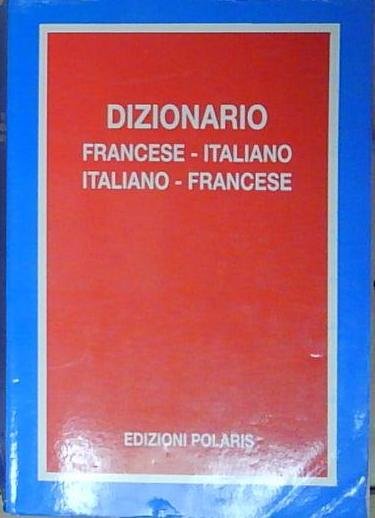 DIZIONARIO
FRANCESE - ITALIANO
ITALIANO - FRANCESE
EDIZIONI POLARIS